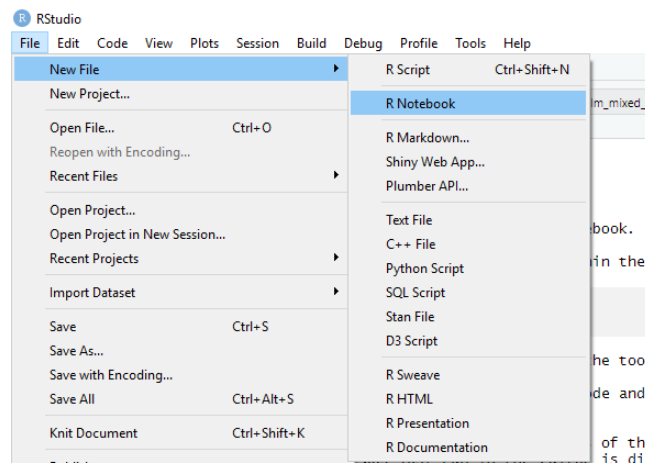 R RStudio
File Edit Code View Plots Session Build Debug Profile Tools Help
New File
New Project...
Open File... Ctrl+O
Reopen with Encoding...
Recent Files
Open Project...
Open Project in New Session...
Recent Projects
Import Dataset
Save Ctrl+S
Save As...
Save with Encoding...
Save All Ctrl+Alt+S
Knit Document Ctrl+Shift+K
R Script Ctrl+Shift+N
R Notebook
R Markdown...
Shiny Web App...
Plumber API...
Text File
C++ File
Python Script
SQL Script
Stan File
D3 Script
R Sweave
R HTML
R Presentation
R Documentation
lm_mixed_
ebook.
in the
he too
de and
of th
is di